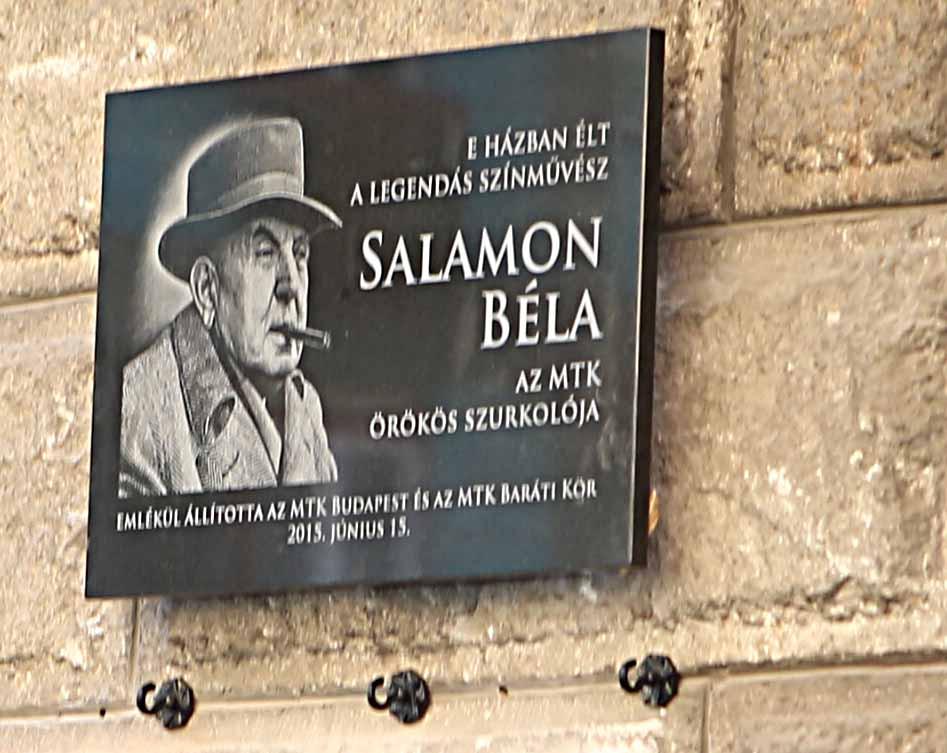 E HÁZBAN ÉLT
A LEGENDÁS SZÍNMŰVÉSZ
SALAMON
BÉLA
AZ MTK
ÖRÖKÖS SZURKOLÓJA
EMLÉKÜL ÁLLÍTOTTA AZ MTK BUDAPEST ÉS AZ MTK BARÁTI KÖR
2015. JÚNIUS 15.